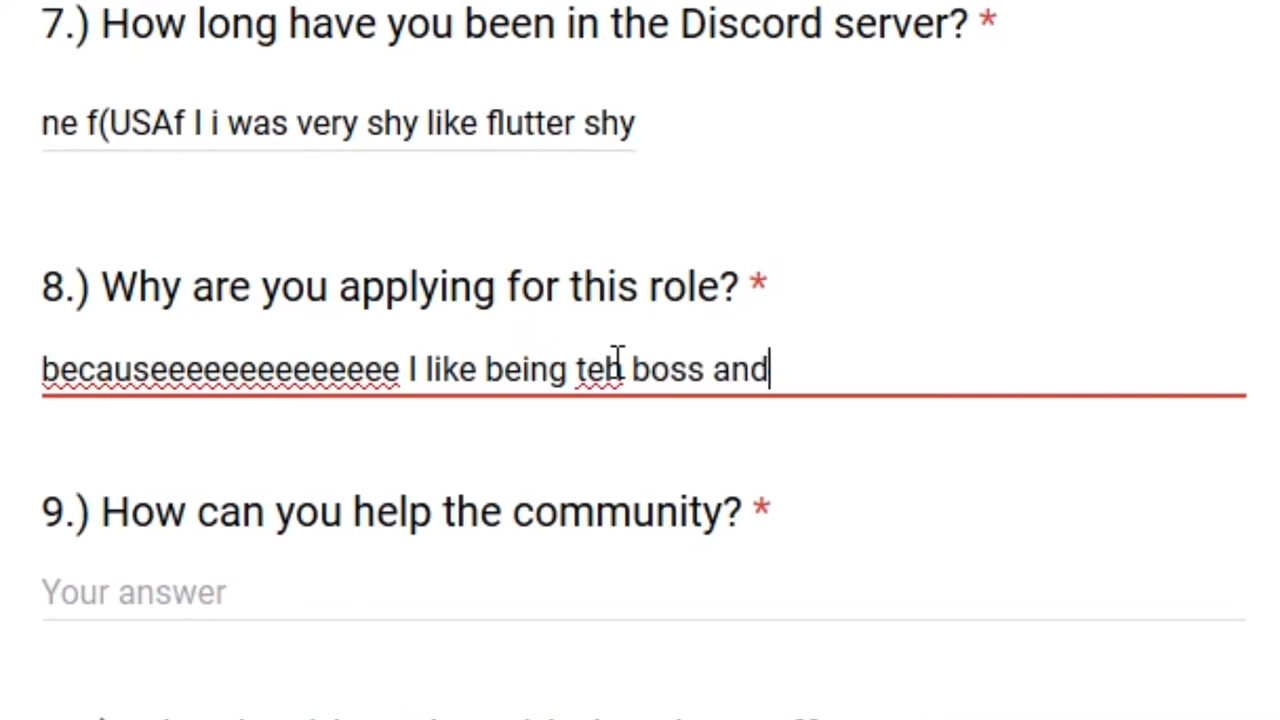 7.) How long have you been in the Discord server? *
ne f(USAf I i was very shy like flutter shy
8.) Why are you applying for this role? *
becauseeeeeeeeeeeeeee I like being teh boss and
9.) How can you help the community? *
Your answer